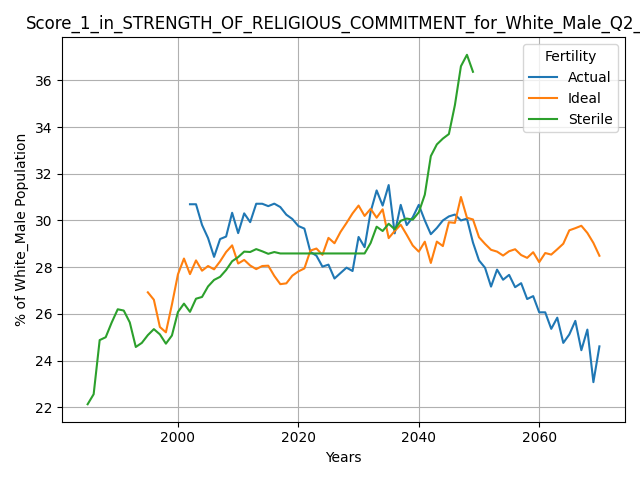 Score_1_in_STRENGTH_OF_RELIGIOUS_COMMITMENT_for_White_Male_Q2_
Fertility
Actual
Ideal
Sterile
% of White_Male Population
36
34
32
30
28
26
24
22
2000 2020 2040 2060
Years